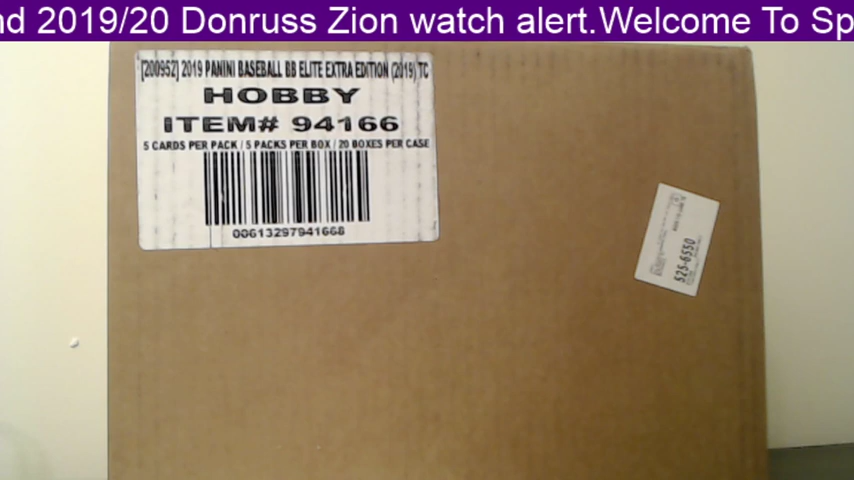 nd 2019/20 Donruss Zion watch alert.Welcome To Sp
[200952] 2019 PANINI BASEBALL BB ELITE EXTRA EDITION (2019) TC
HOBBY
ITEM# 94166
5 CARDS PER PACK / 5 PACKS PER BOX / 20 BOXES PER CASE
00613297941668
525-6550